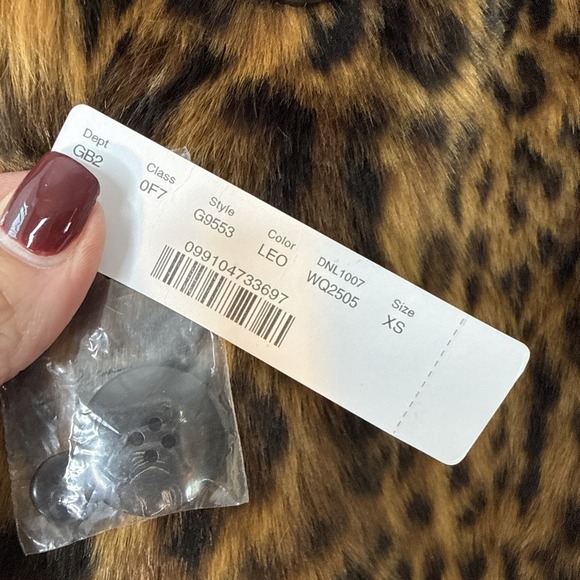 Dept Class Style Color DNL1007 Size
GB2 0F7 G9553 LEO WQ2505 XS
099104733697